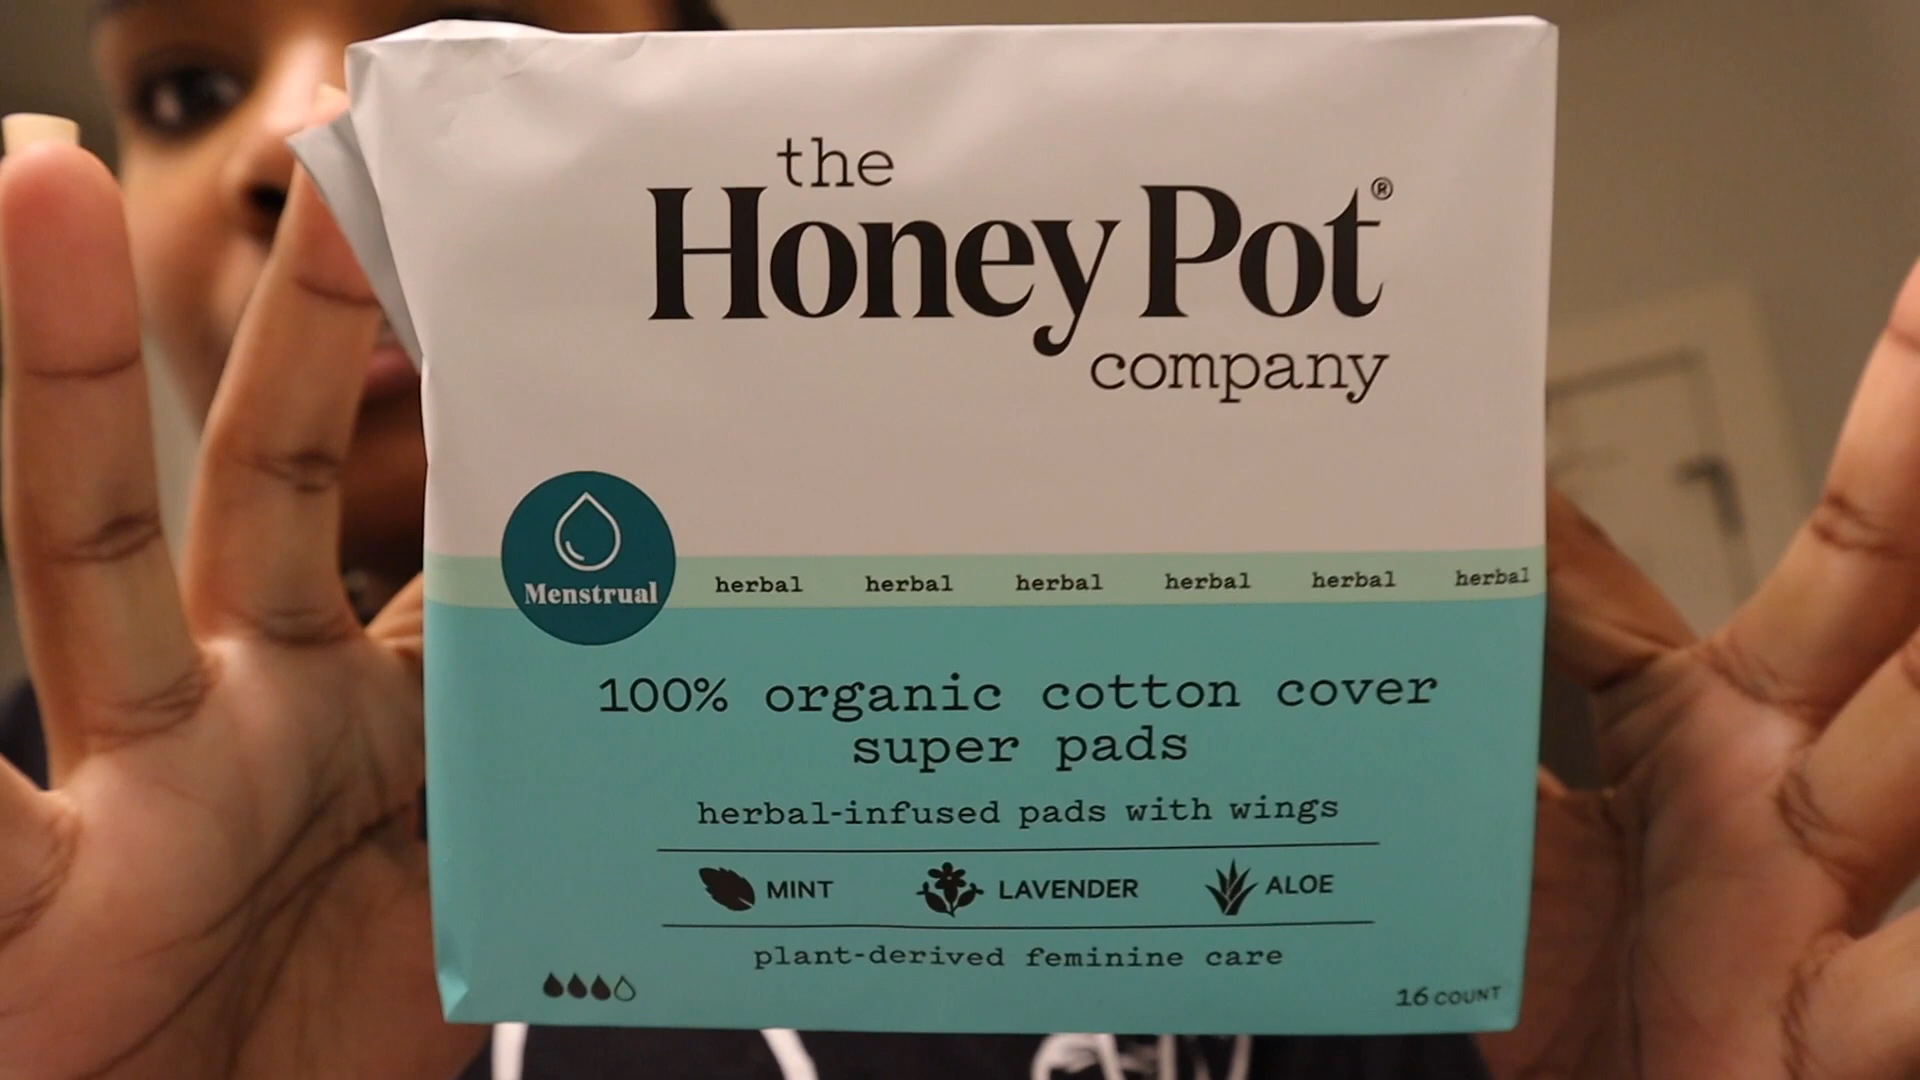 the
Honey Pot®
company
Menstrual
herbal herbal herbal herbal herbal herbal
100% organic cotton cover
super pads
herbal-infused pads with wings
MINT LAVENDER ALOE
plant-derived feminine care
16 COUNT